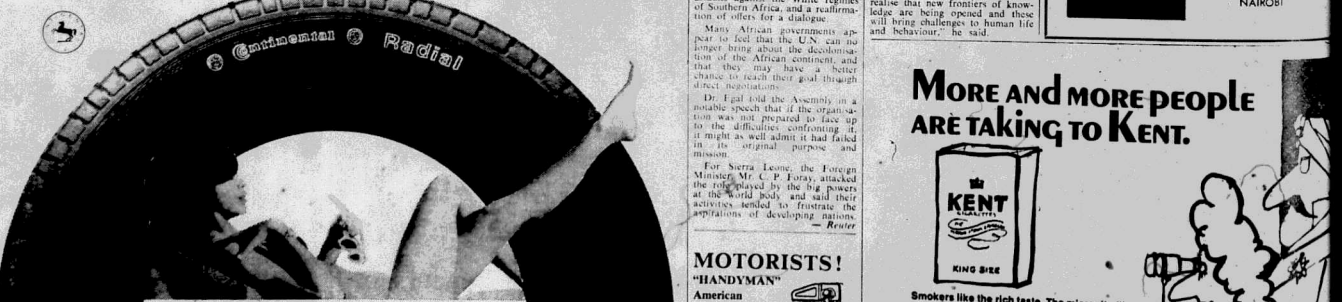 Continental Radial
of Southern Africa, and a reaffirma-
tion of offers for a dialogue.
Many African governments ap-
pear to feel that the U.N. can no
longer bring about the decolonisa-
tion of the African continent, and
that they may have a better
chance to reach their goal through
direct negotiations.
Dr. Egal told the Assembly in a
notable speech that if the organisa-
tion was not prepared to face up
to the difficulties confronting it,
it might as well admit it had failed
in its original purpose and
mission.
For Sierra Leone, the Foreign
Minister, Mr. C. P. Foray, attacked
the role played by the big powers
at the world body and said their
activities tended to frustrate the
aspirations of developing nations.
— Reuter
MOTORISTS!
"HANDYMAN"
American
realise that new frontiers of know-
ledge are being opened and these
will bring challenges to human life
and behaviour," he said.
NAIROBI
MORE AND MORE PEOPLE
ARE TAKING TO KENT.
KENT
CIGARETTES
KING SIZE
Smokers like the rich taste. The